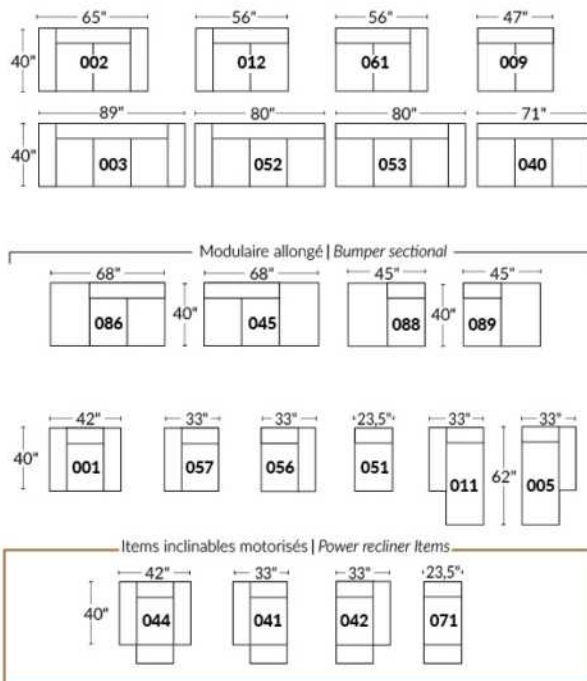 65" 56" 56" 47"
40" 002 012 061 009
89" 80" 80" 71"
40" 003 052 053 040
Modulaire allongé | Bumper sectional
68" 68" 45" 45"
086 40" 045 088 40" 089
42" 33" 33" 23,5" 33" 33"
40" 001 057 056 051 011 62" 005
Items inclinables motorisés | Power recliner Items
42" 33" 33" 23,5"
40" 044 041 042 071